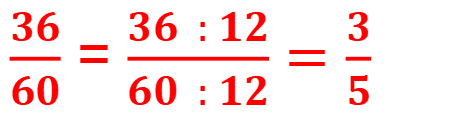 36/60 = 36 : 12/60 : 12 = 3/5